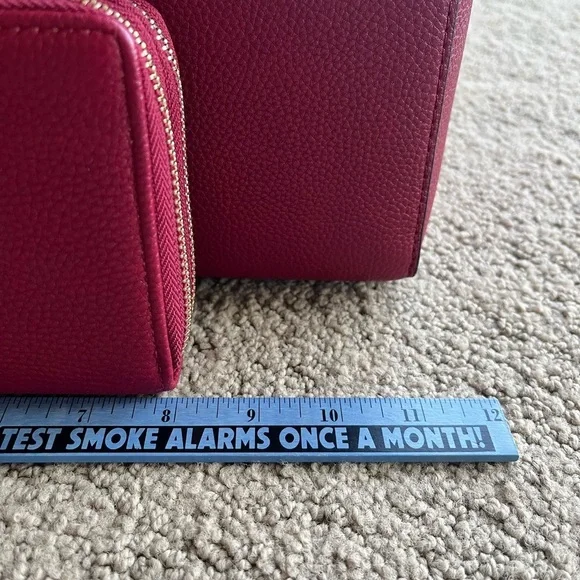 7 8 9 10 11 12
TEST SMOKE ALARMS ONCE A MONTH!